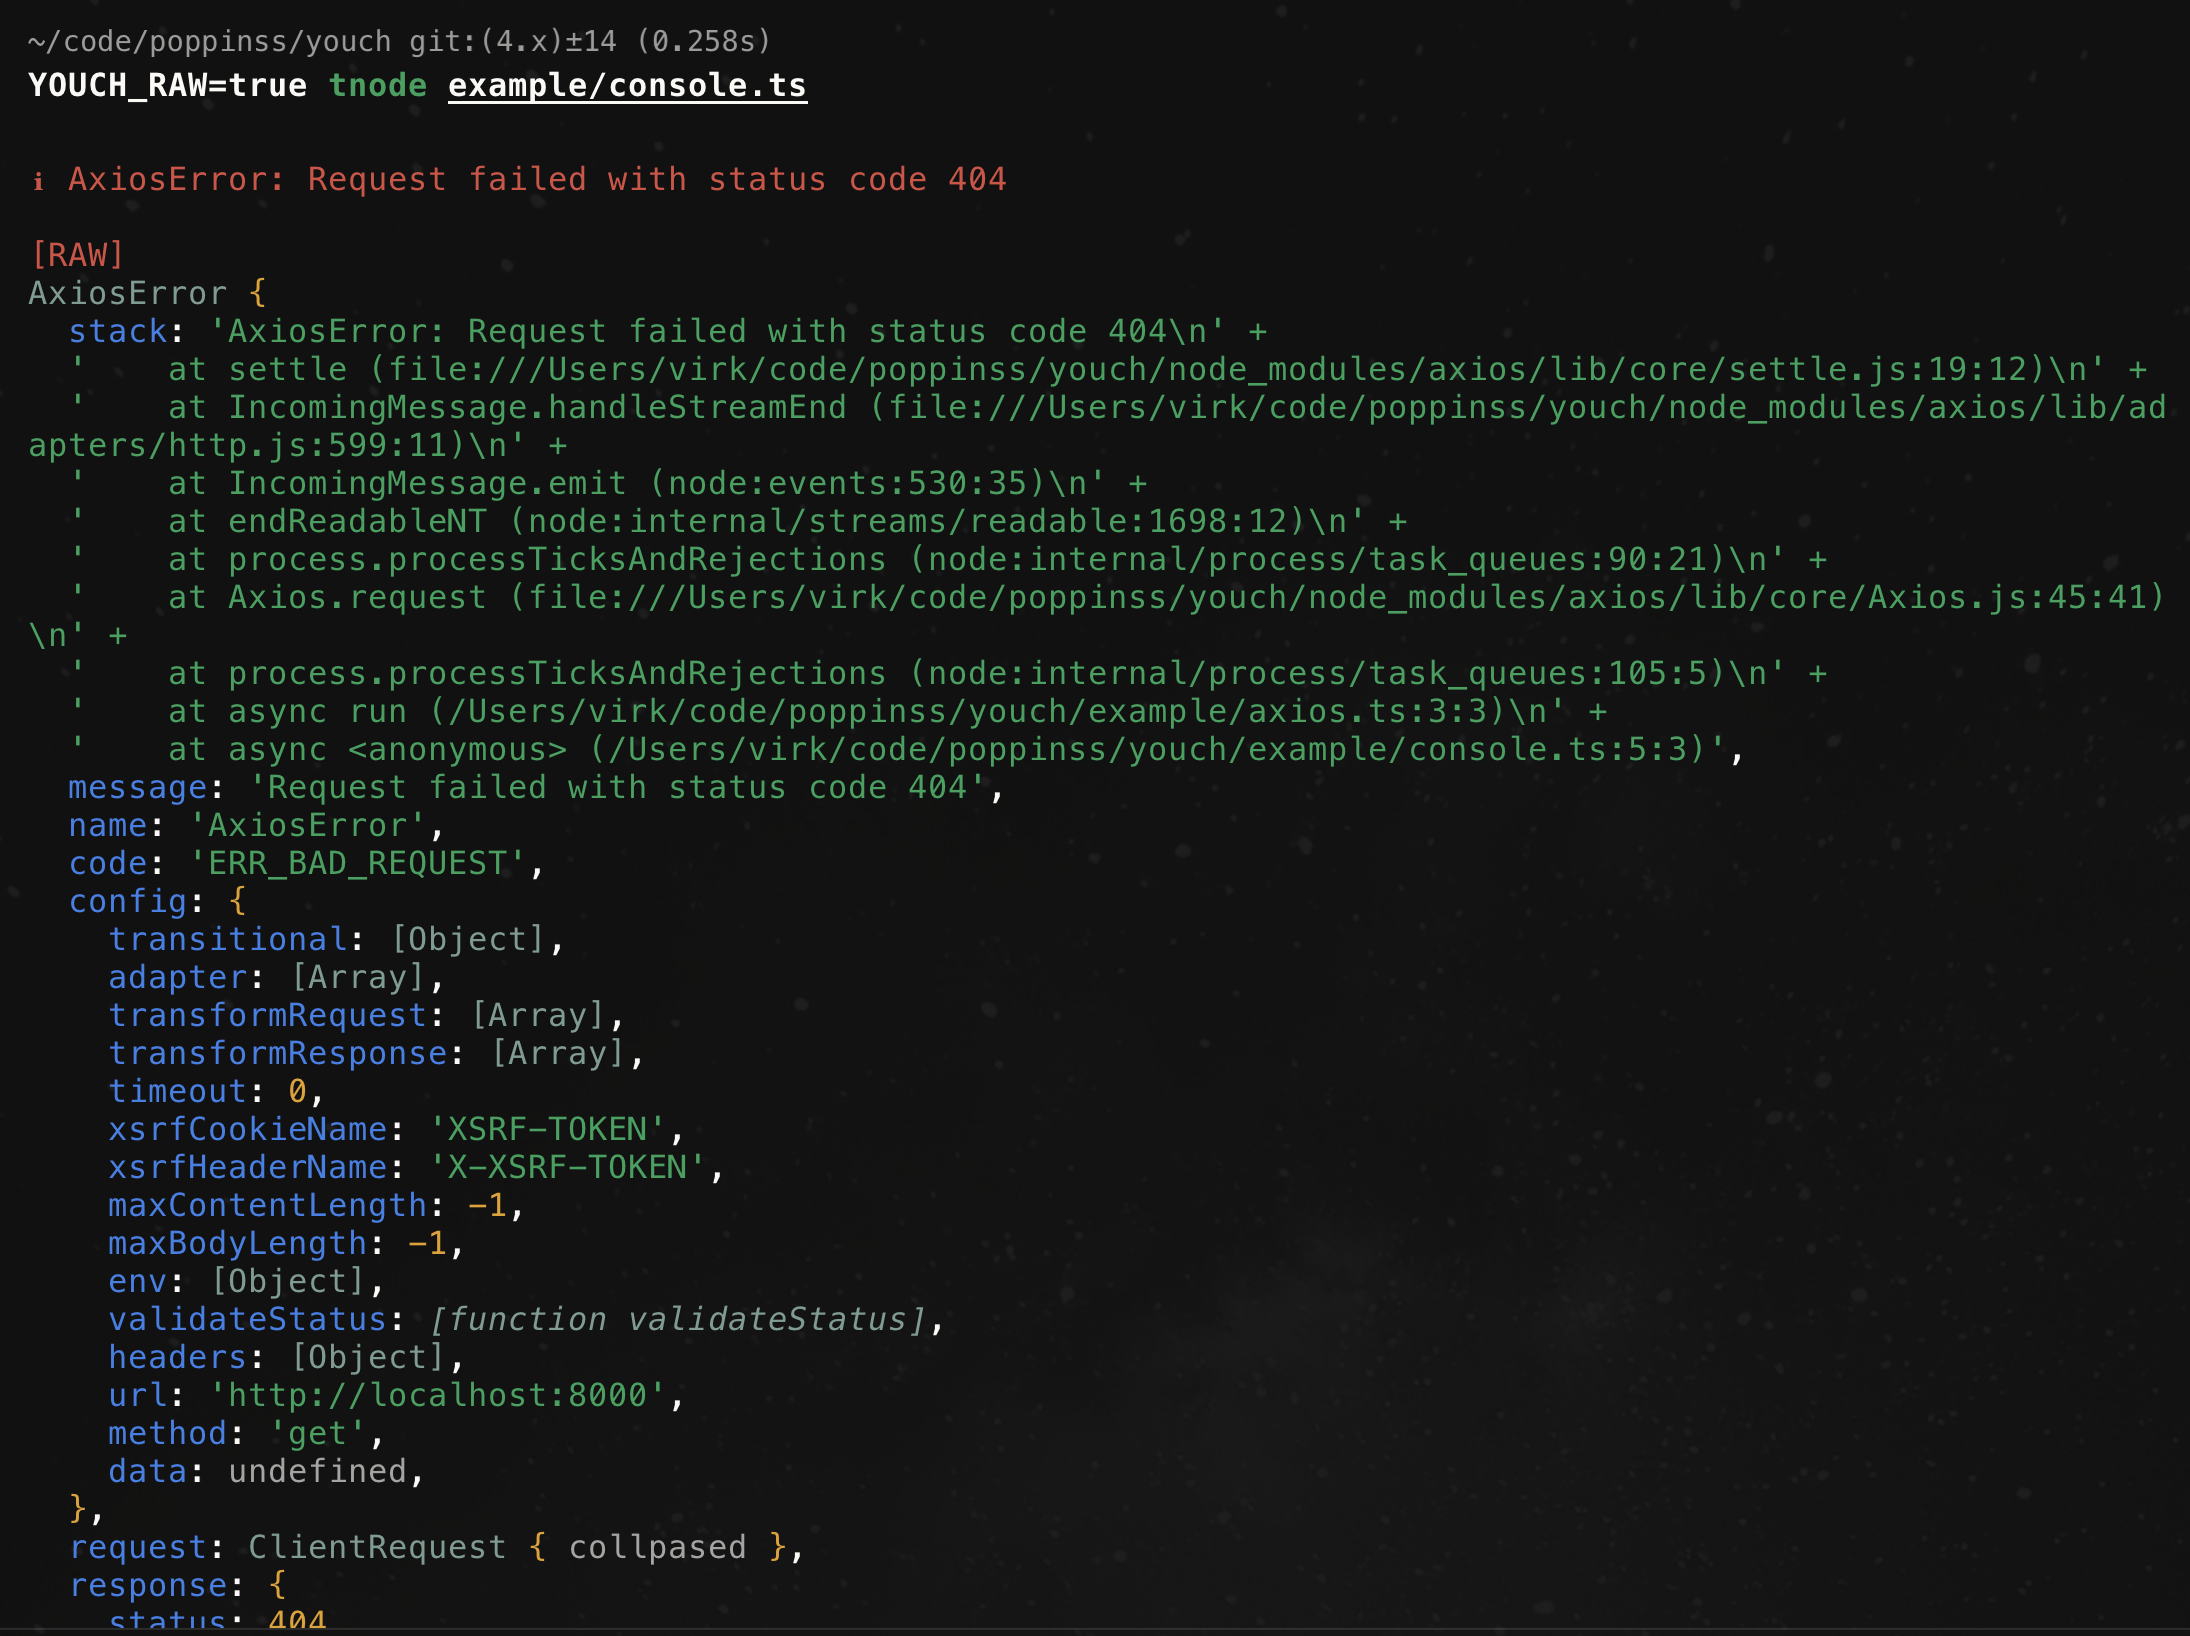 ~/code/poppinss/youch git:(4.x)±14 (0.258s)
YOUCH_RAW=true tnode example/console.ts
ℹ AxiosError: Request failed with status code 404
[RAW]
AxiosError {
  stack: 'AxiosError: Request failed with status code 404\n' +
  '    at settle (file:///Users/virk/code/poppinss/youch/node_modules/axios/lib/core/settle.js:19:12)\n' +
  '    at IncomingMessage.handleStreamEnd (file:///Users/virk/code/poppinss/youch/node_modules/axios/lib/ad
apters/http.js:599:11)\n' +
  '    at IncomingMessage.emit (node:events:530:35)\n' +
  '    at endReadableNT (node:internal/streams/readable:1698:12)\n' +
  '    at process.processTicksAndRejections (node:internal/process/task_queues:90:21)\n' +
  '    at Axios.request (file:///Users/virk/code/poppinss/youch/node_modules/axios/lib/core/Axios.js:45:41)
\n' +
  '    at process.processTicksAndRejections (node:internal/process/task_queues:105:5)\n' +
  '    at async run (/Users/virk/code/poppinss/youch/example/axios.ts:3:3)\n' +
  '    at async <anonymous> (/Users/virk/code/poppinss/youch/example/console.ts:5:3)',
  message: 'Request failed with status code 404',
  name: 'AxiosError',
  code: 'ERR_BAD_REQUEST',
  config: {
    transitional: [Object],
    adapter: [Array],
    transformRequest: [Array],
    transformResponse: [Array],
    timeout: 0,
    xsrfCookieName: 'XSRF-TOKEN',
    xsrfHeaderName: 'X-XSRF-TOKEN',
    maxContentLength: -1,
    maxBodyLength: -1,
    env: [Object],
    validateStatus: [function validateStatus],
    headers: [Object],
    url: 'http://localhost:8000',
    method: 'get',
    data: undefined,
  },
  request: ClientRequest { collpased },
  response: {
    status: 404